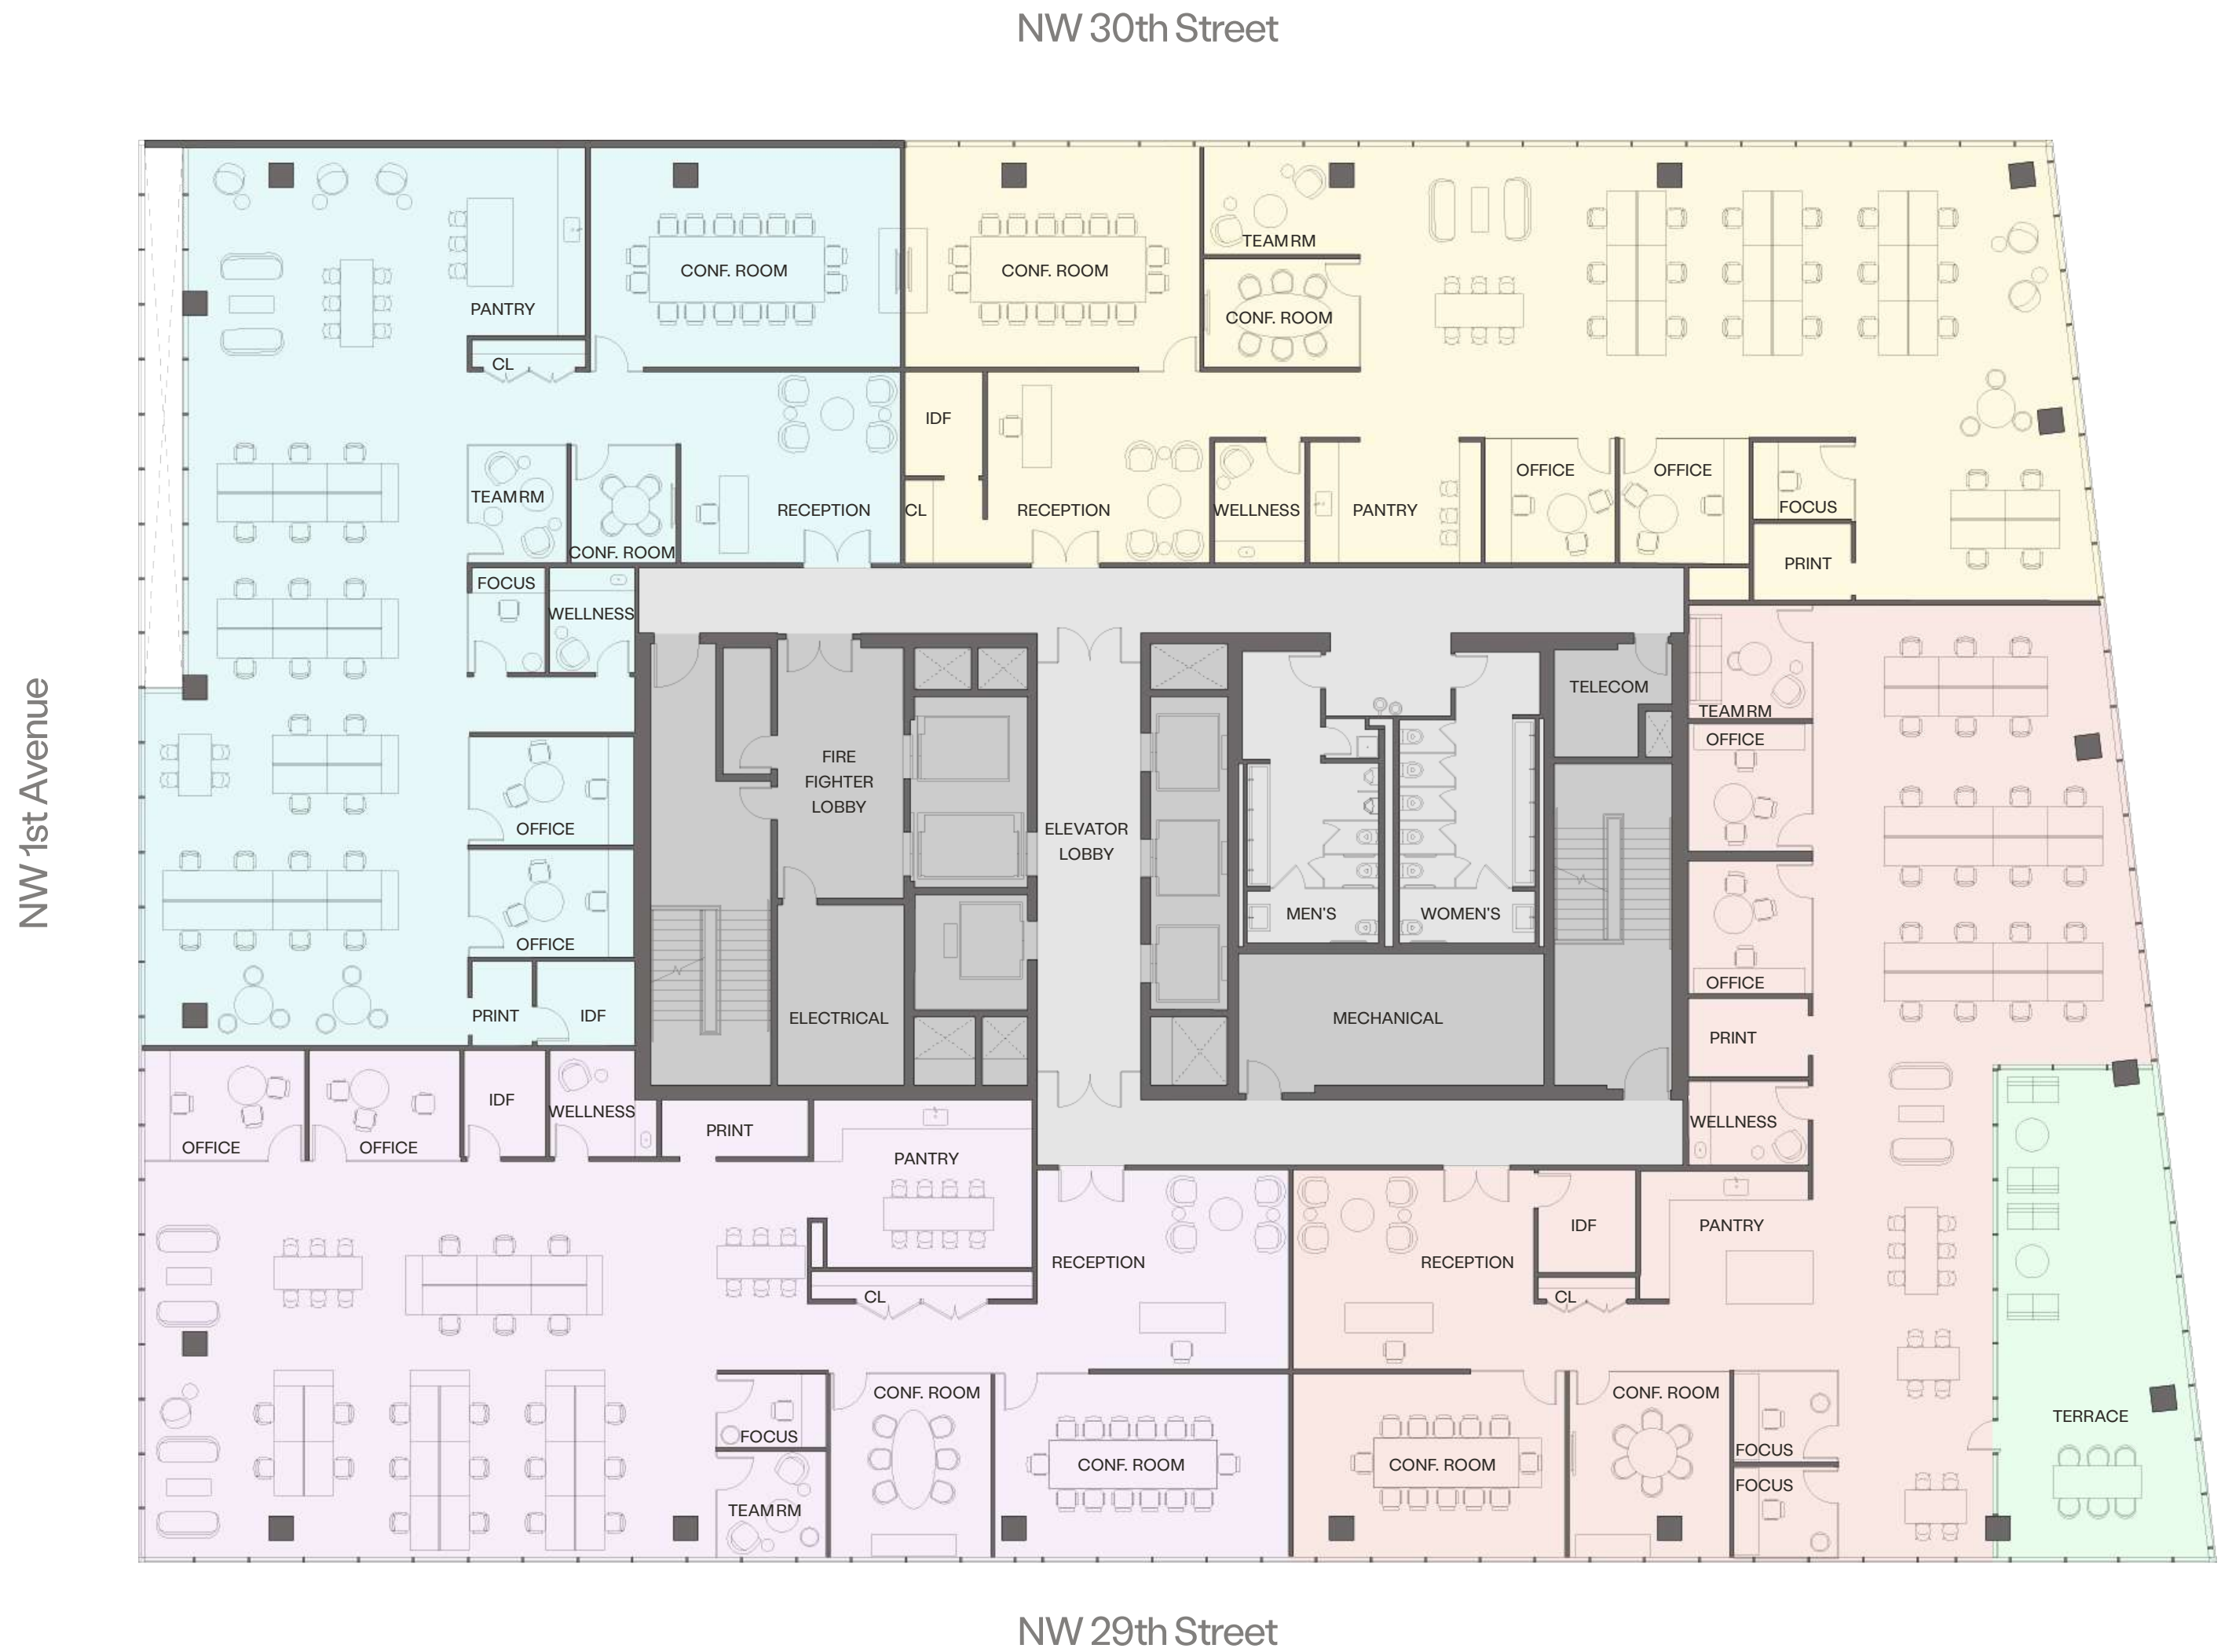 NW 30th Street
NW 1st Avenue
PANTRY
CONF. ROOM
CL
TEAM RM
CONF. ROOM
RECEPTION
FOCUS
WELLNESS
OFFICE
OFFICE
PRINT
IDF
CONF. ROOM
TEAM RM
CONF. ROOM
IDF
CL
RECEPTION
WELLNESS
PANTRY
OFFICE
OFFICE
FOCUS
PRINT
FIRE
FIGHTER
LOBBY
ELECTRICAL
ELEVATOR
LOBBY
MEN'S
WOMEN'S
MECHANICAL
TELECOM
TEAM RM
OFFICE
OFFICE
PRINT
WELLNESS
OFFICE
OFFICE
IDF
WELLNESS
PRINT
PANTRY
CL
RECEPTION
FOCUS
TEAM RM
CONF. ROOM
CONF. ROOM
RECEPTION
IDF
CL
PANTRY
CONF. ROOM
CONF. ROOM
FOCUS
FOCUS
TERRACE
NW 29th Street